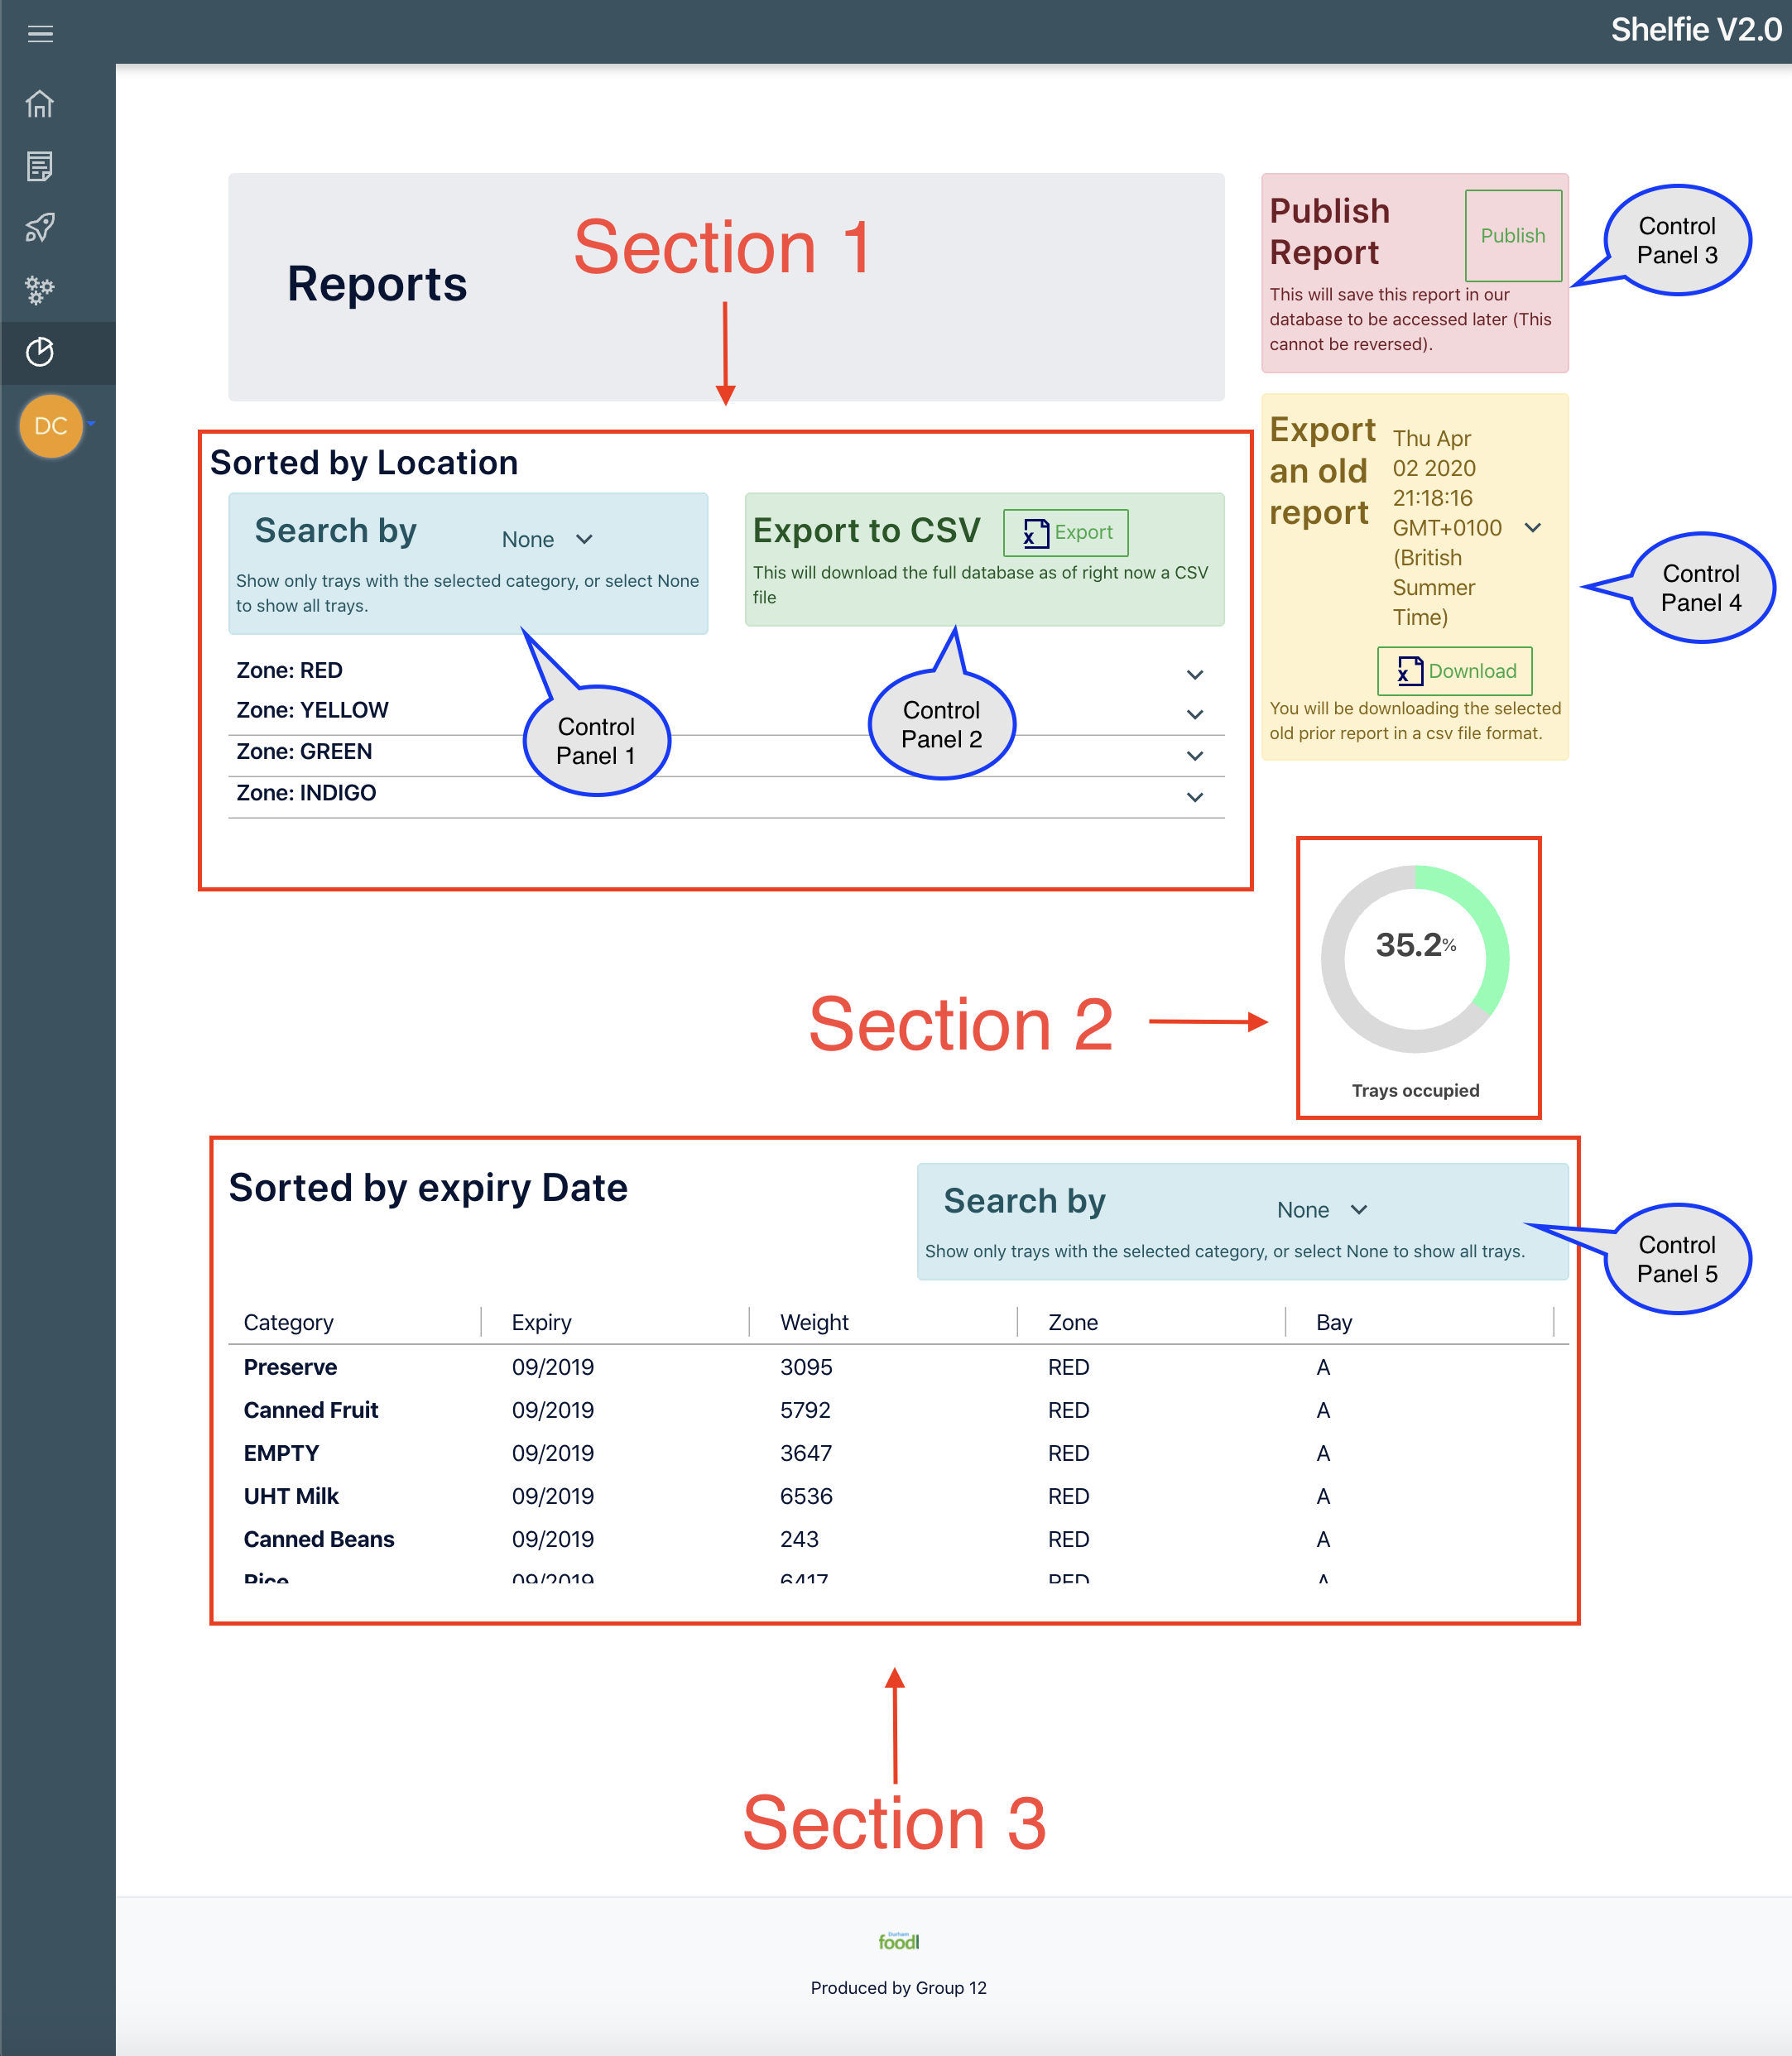 Shelfie V2.0
DC
Reports
Section 1
Publish
Report
Publish
This will save this report in our
database to be accessed later (This
cannot be reversed).
Control
Panel 3
Sorted by Location
Search by
None
Show only trays with the selected category, or select None
to show all trays.
Export to CSV
Export
This will download the full database as of right now a CSV
file
Export
an old
report
Thu Apr
02 2020
21:18:16
GMT+0100
(British
Summer
Time)
Download
You will be downloading the selected
old prior report in a csv file format.
Control
Panel 4
Zone: RED
Zone: YELLOW
Zone: GREEN
Zone: INDIGO
Control
Panel 1
Control
Panel 2
35.2%
Trays occupied
Section 2
Sorted by expiry Date
Search by
None
Show only trays with the selected category, or select None to show all trays.
Control
Panel 5
Category Expiry Weight Zone Bay
Preserve 09/2019 3095 RED A
Canned Fruit 09/2019 5792 RED A
EMPTY 09/2019 3647 RED A
UHT Milk 09/2019 6536 RED A
Canned Beans 09/2019 243 RED A
Rice 09/2019 6417 RED A
Section 3
Durham
foodl
Produced by Group 12